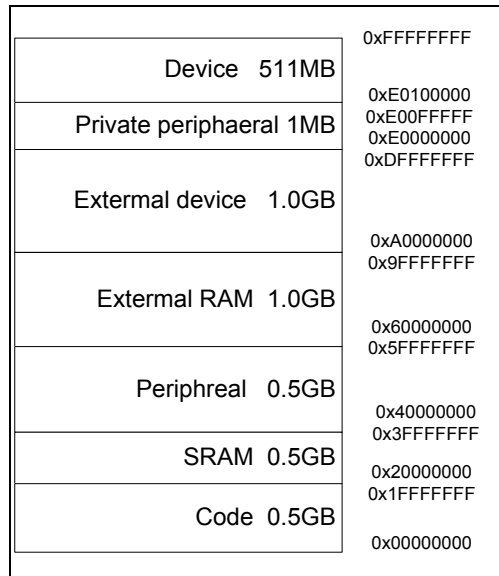 0xFFFFFFFF
Device 511MB
0xE0100000
0xE00FFFFF
Private periphaeral 1MB
0xE0000000
0xDFFFFFFF
Extermal device 1.0GB
0xA0000000
0x9FFFFFFF
Extermal RAM 1.0GB
0x60000000
0x5FFFFFFF
Periphreal 0.5GB
0x40000000
0x3FFFFFFF
SRAM 0.5GB
0x20000000
0x1FFFFFFF
Code 0.5GB
0x00000000